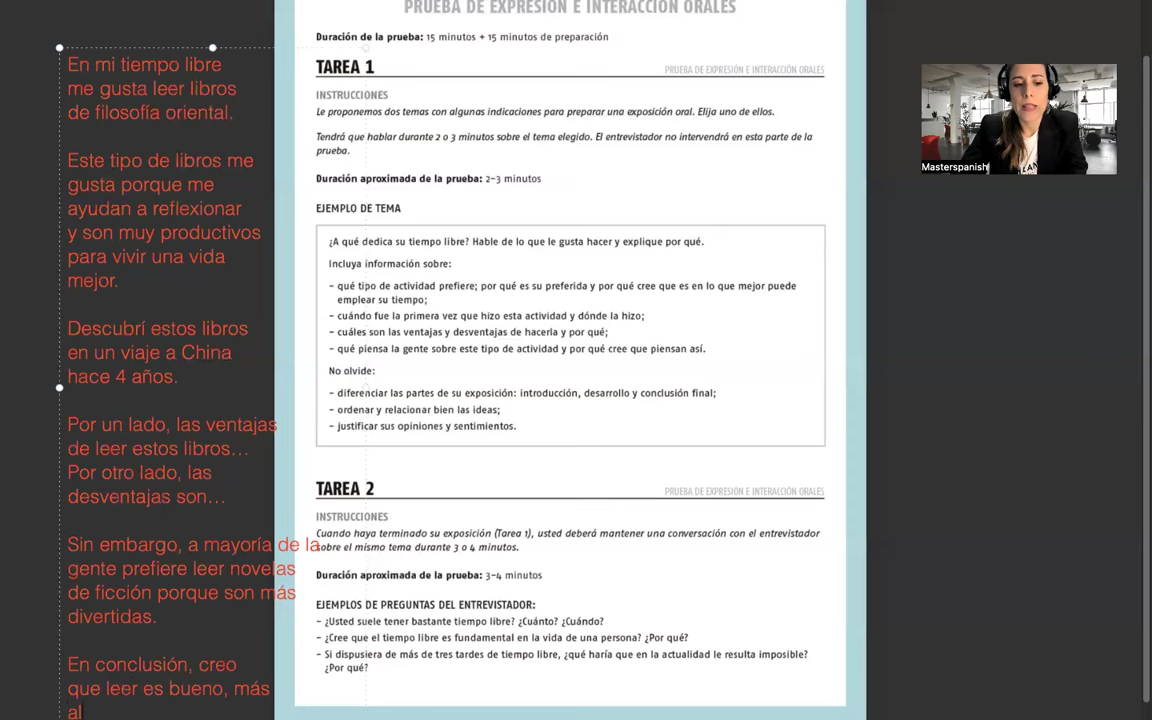 En mi tiempo libre
me gusta leer libros
de filosofía oriental.
Este tipo de libros me
gusta porque me
ayudan a reflexionar
y son muy productivos
para vivir una vida
mejor.
Descubrí estos libros
en un viaje a China
hace 4 años.
Por un lado, las ventajas
de leer estos libros...
Por otro lado, las
desventajas son...
Sin embargo, a mayoría de la
gente prefiere leer novelas
de ficción porque son más
divertidas.
En conclusión, creo
que leer es bueno, más
al
PRUEBA DE EXPRESIÓN E INTERACCIÓN ORALES
Duración de la prueba: 15 minutos + 15 minutos de preparación
TAREA 1 PRUEBA DE EXPRESIÓN E INTERACCIÓN ORALES
INSTRUCCIONES
Le proponemos dos temas con algunas indicaciones para preparar una exposición oral. Elija uno de ellos.
Tendrá que hablar durante 2 o 3 minutos sobre el tema elegido. El entrevistador no intervendrá en esta parte de la
prueba.
Duración aproximada de la prueba: 2-3 minutos
EJEMPLO DE TEMA
¿A qué dedica su tiempo libre? Hable de lo que le gusta hacer y explique por qué.
Incluya información sobre:
- qué tipo de actividad prefiere; por qué es su preferida y por qué cree que es en lo que mejor puede
emplear su tiempo;
- cuándo fue la primera vez que hizo esta actividad y dónde la hizo;
- cuáles son las ventajas y desventajas de hacerla y por qué;
- qué piensa la gente sobre este tipo de actividad y por qué cree que piensan así.
No olvide:
- diferenciar las partes de su exposición: introducción, desarrollo y conclusión final;
- ordenar y relacionar bien las ideas;
- justificar sus opiniones y sentimientos.
TAREA 2 PRUEBA DE EXPRESIÓN E INTERACCIÓN ORALES
INSTRUCCIONES
Cuando haya terminado su exposición (Tarea 1), usted deberá mantener una conversación con el entrevistador
sobre el mismo tema durante 3 o 4 minutos.
Duración aproximada de la prueba: 3-4 minutos
EJEMPLOS DE PREGUNTAS DEL ENTREVISTADOR:
- ¿Usted suele tener bastante tiempo libre? ¿Cuánto? ¿Cuándo?
- ¿Cree que el tiempo libre es fundamental en la vida de una persona? ¿Por qué?
- Si dispusiera de más de tres tardes de tiempo libre, ¿qué haría que en la actualidad le resulta imposible?
¿Por qué?
Masterspanish